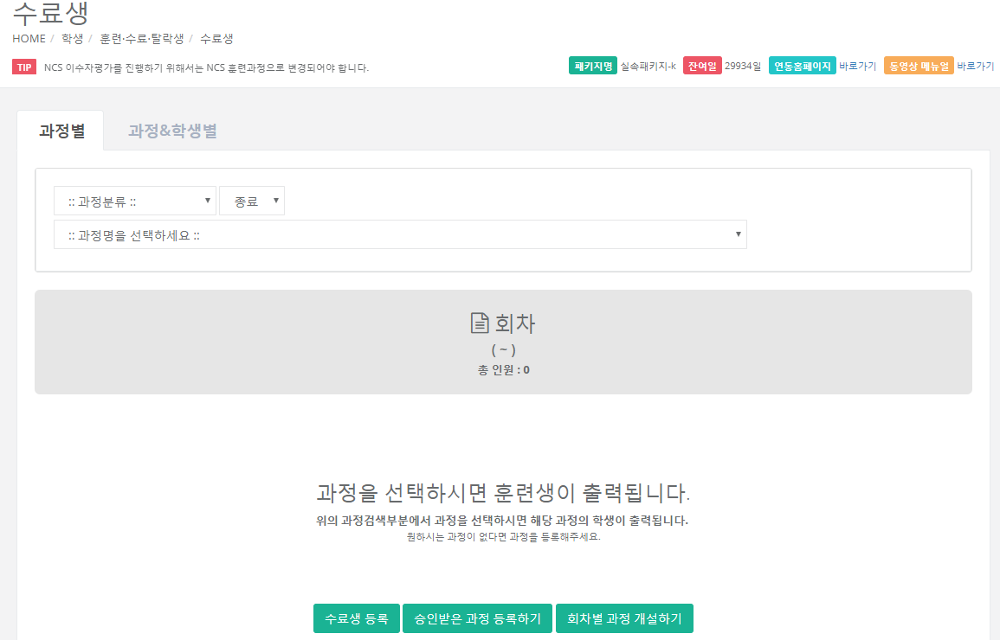 수료생
HOME / 학생 / 훈련·수료·탈락생 / 수료생
TIP NCS 이수자평가를 진행하기 위해서는 NCS 훈련과정으로 변경되어야 합니다.
패키지명 실속패키지-k 잔여일 29934일 연동홈페이지 바로가기 동영상 매뉴얼 바로가기
과정별 과정&학생별
:: 과정분류 :: 종료
:: 과정명을 선택하세요 ::
회차
( ~ )
총 인원 : 0
과정을 선택하시면 훈련생이 출력됩니다.
위의 과정검색부분에서 과정을 선택하시면 해당 과정의 학생이 출력됩니다.
원하시는 과정이 없다면 과정을 등록해주세요.
수료생 등록 승인받은 과정 등록하기 회차별 과정 개설하기